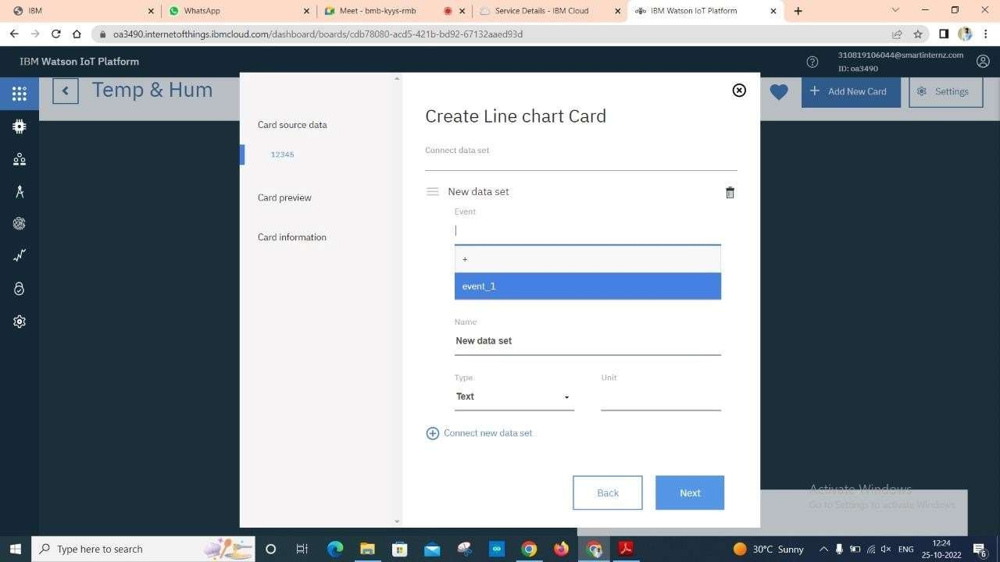 IBM
WhatsApp
Meet - bmb-kyys-rmb
Service Details - IBM Cloud
IBM Watson IoT Platform
oa3490.internetofthings.ibmcloud.com/dashboard/boards/cdb78080-acd5-421b-bd92-67132aaed93d
IBM Watson IoT Platform
310819106044@smartinternz.com
ID: oa3490
Temp & Hum
Add New Card
Settings
Card source data
12345
Card preview
Card information
Create Line chart Card
Connect data set
New data set
Event
+
event_1
Name
New data set
Type
Unit
Text
Connect new data set
Back
Next
Activate Windows
Go to Settings to activate Windows.
Type here to search
30°C Sunny
ENG
12:24
25-10-2022
6